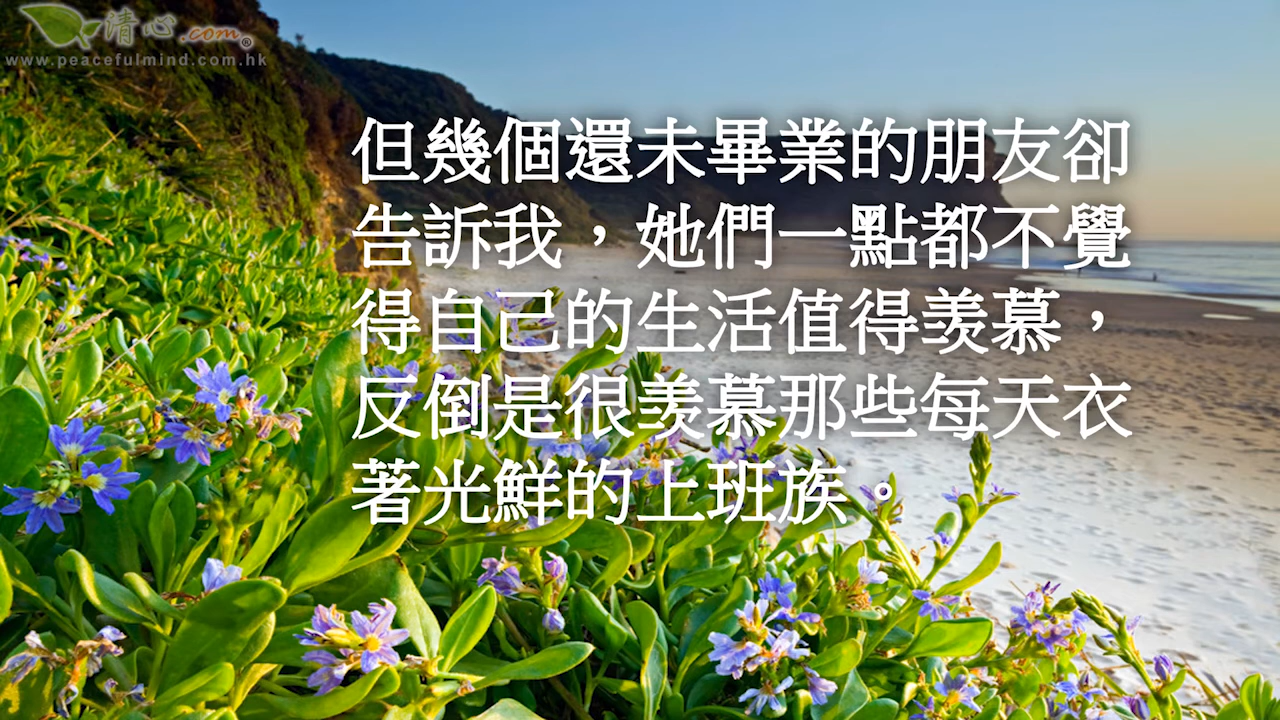 清心.com®
www.peacefulmind.com.hk
但幾個還未畢業的朋友卻
告訴我，她們一點都不覺
得自己的生活值得羨慕，
反倒是很羨慕那些每天衣
著光鮮的上班族。